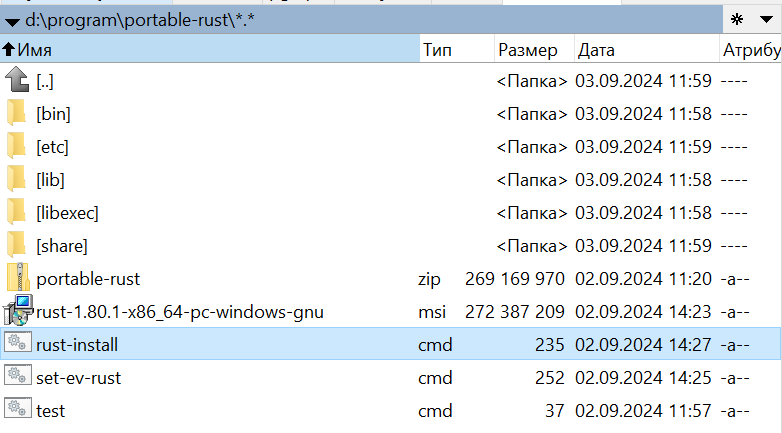 d:\program\portable-rust\*.* *
Имя Тип Размер Дата Атрибу
[..] <Папка> 03.09.2024 11:59 ----
[bin] <Папка> 03.09.2024 11:58 ----
[etc] <Папка> 03.09.2024 11:59 ----
[lib] <Папка> 03.09.2024 11:58 ----
[libexec] <Папка> 03.09.2024 11:58 ----
[share] <Папка> 03.09.2024 11:59 ----
portable-rust zip 269 169 970 02.09.2024 11:20 -a--
rust-1.80.1-x86_64-pc-windows-gnu msi 272 387 209 02.09.2024 14:23 -a--
rust-install cmd 235 02.09.2024 14:27 -a--
set-ev-rust cmd 252 02.09.2024 14:25 -a--
test cmd 37 02.09.2024 11:57 -a--